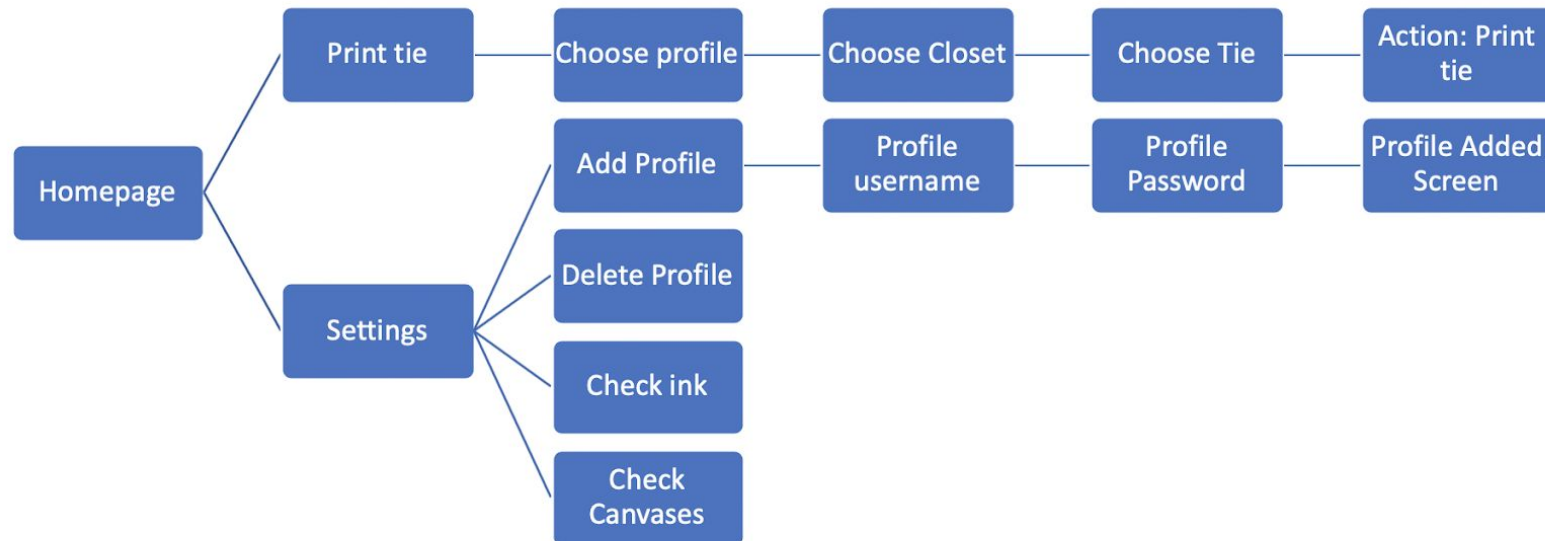 Print tie
Choose profile
Choose Closet
Choose Tie
Action: Print
tie
Homepage
Add Profile
Profile
username
Profile
Password
Profile Added
Screen
Delete Profile
Settings
Check ink
Check
Canvases